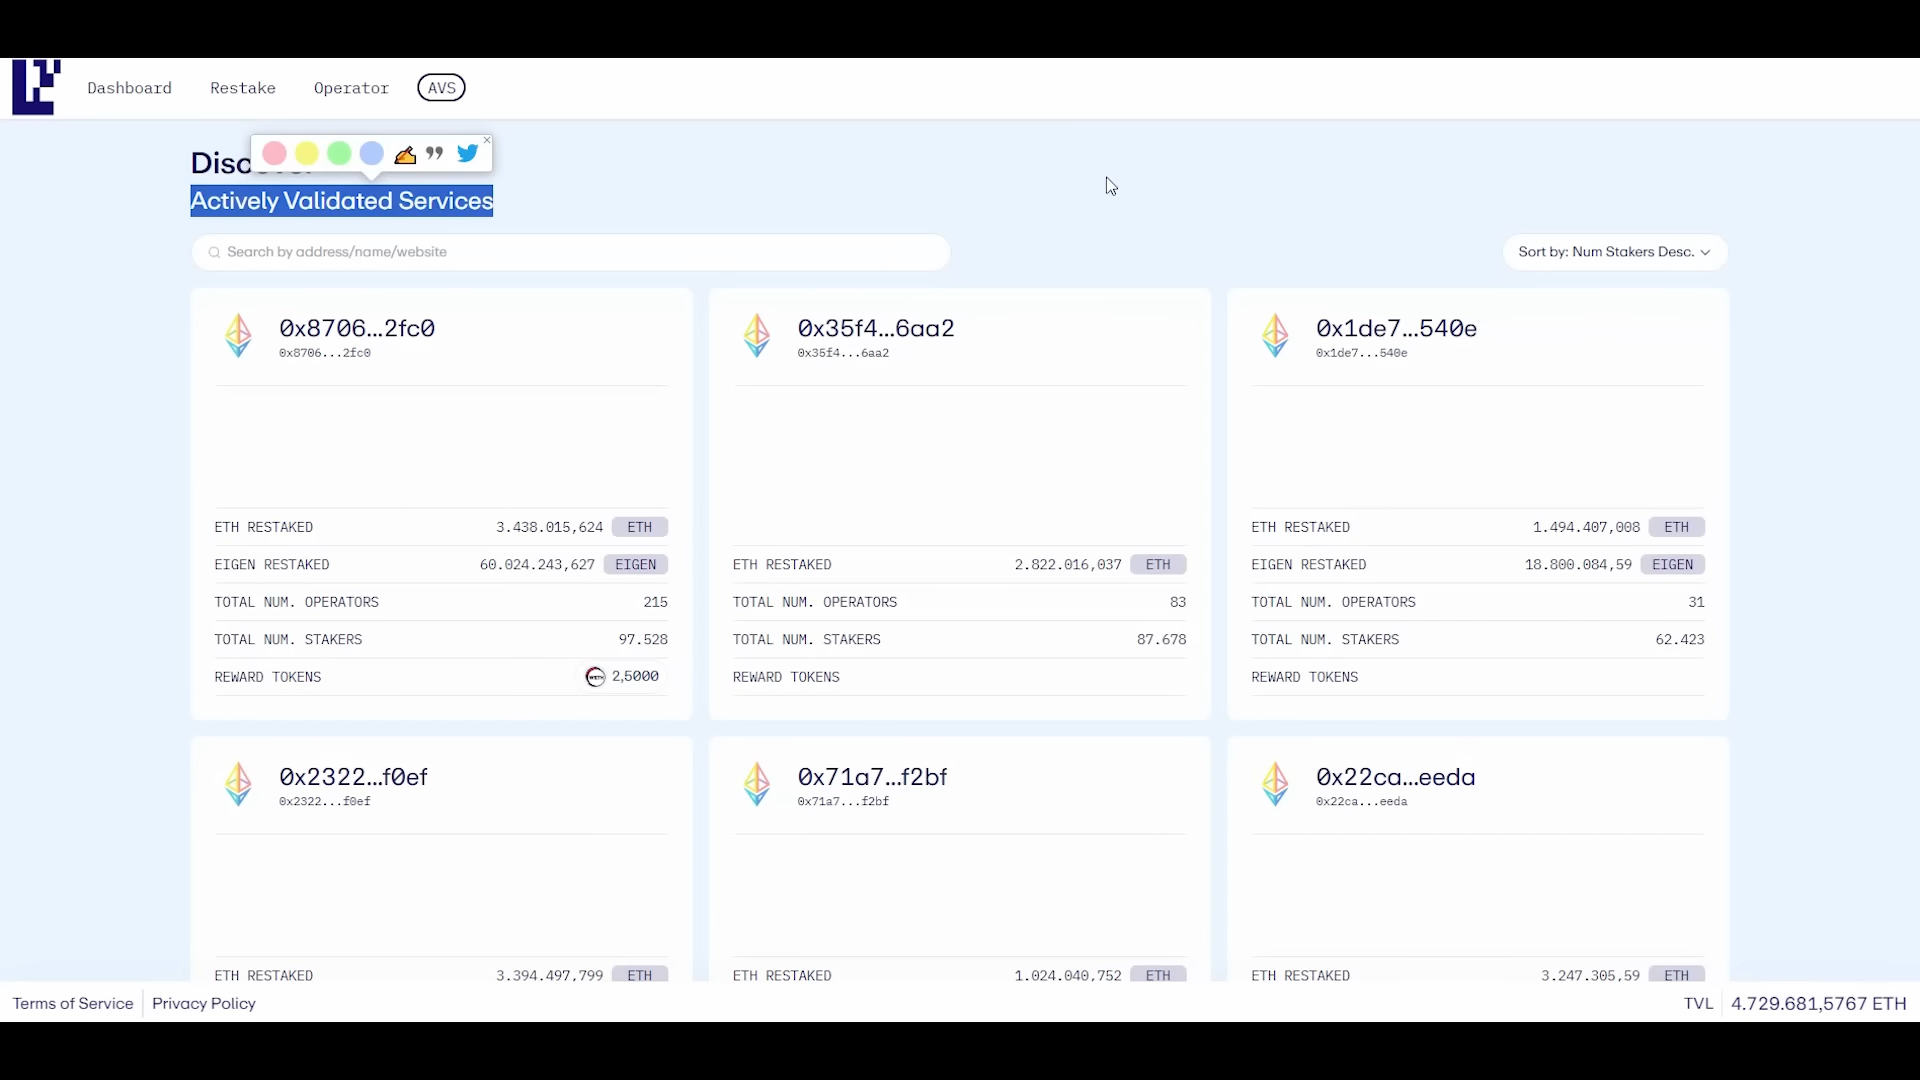 Dashboard Restake Operator AVS
Actively Validated Services
Search by address/name/website
Sort by: Num Stakers Desc.
0x8706...2fc0
0x8706...2fc0
ETH RESTAKED 3.438.015,624 ETH
EIGEN RESTAKED 60.024.243,627 EIGEN
TOTAL NUM. OPERATORS 215
TOTAL NUM. STAKERS 97.528
REWARD TOKENS WETH 2,5000
0x35f4...6aa2
0x35f4...6aa2
ETH RESTAKED 2.822.016,037 ETH
TOTAL NUM. OPERATORS 83
TOTAL NUM. STAKERS 87.678
REWARD TOKENS
0x1de7...540e
0x1de7...540e
ETH RESTAKED 1.494.407,008 ETH
EIGEN RESTAKED 18.800.084,59 EIGEN
TOTAL NUM. OPERATORS 31
TOTAL NUM. STAKERS 62.423
REWARD TOKENS
0x2322...f0ef
0x2322...f0ef
ETH RESTAKED 3.394.497,799 ETH
0x71a7...f2bf
0x71a7...f2bf
ETH RESTAKED 1.024.040,752 ETH
0x22ca...eeda
0x22ca...eeda
ETH RESTAKED 3.247.305,59 ETH
Terms of Service Privacy Policy
TVL 4.729.681,5767 ETH